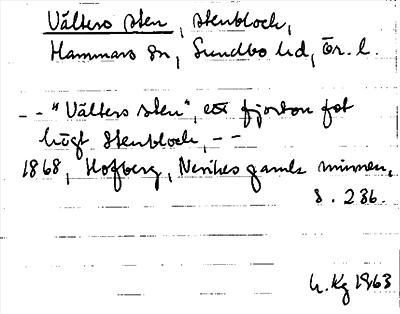 Välters sten, stenblock,
Hammars sn, Sundbo hd, Ör. l.
- - "Välters sten", ett fjorton fot
högt stenblock, - -
1868, Hofberg, Nerikes gamla minnen,
s. 236.
h. Kg 1963